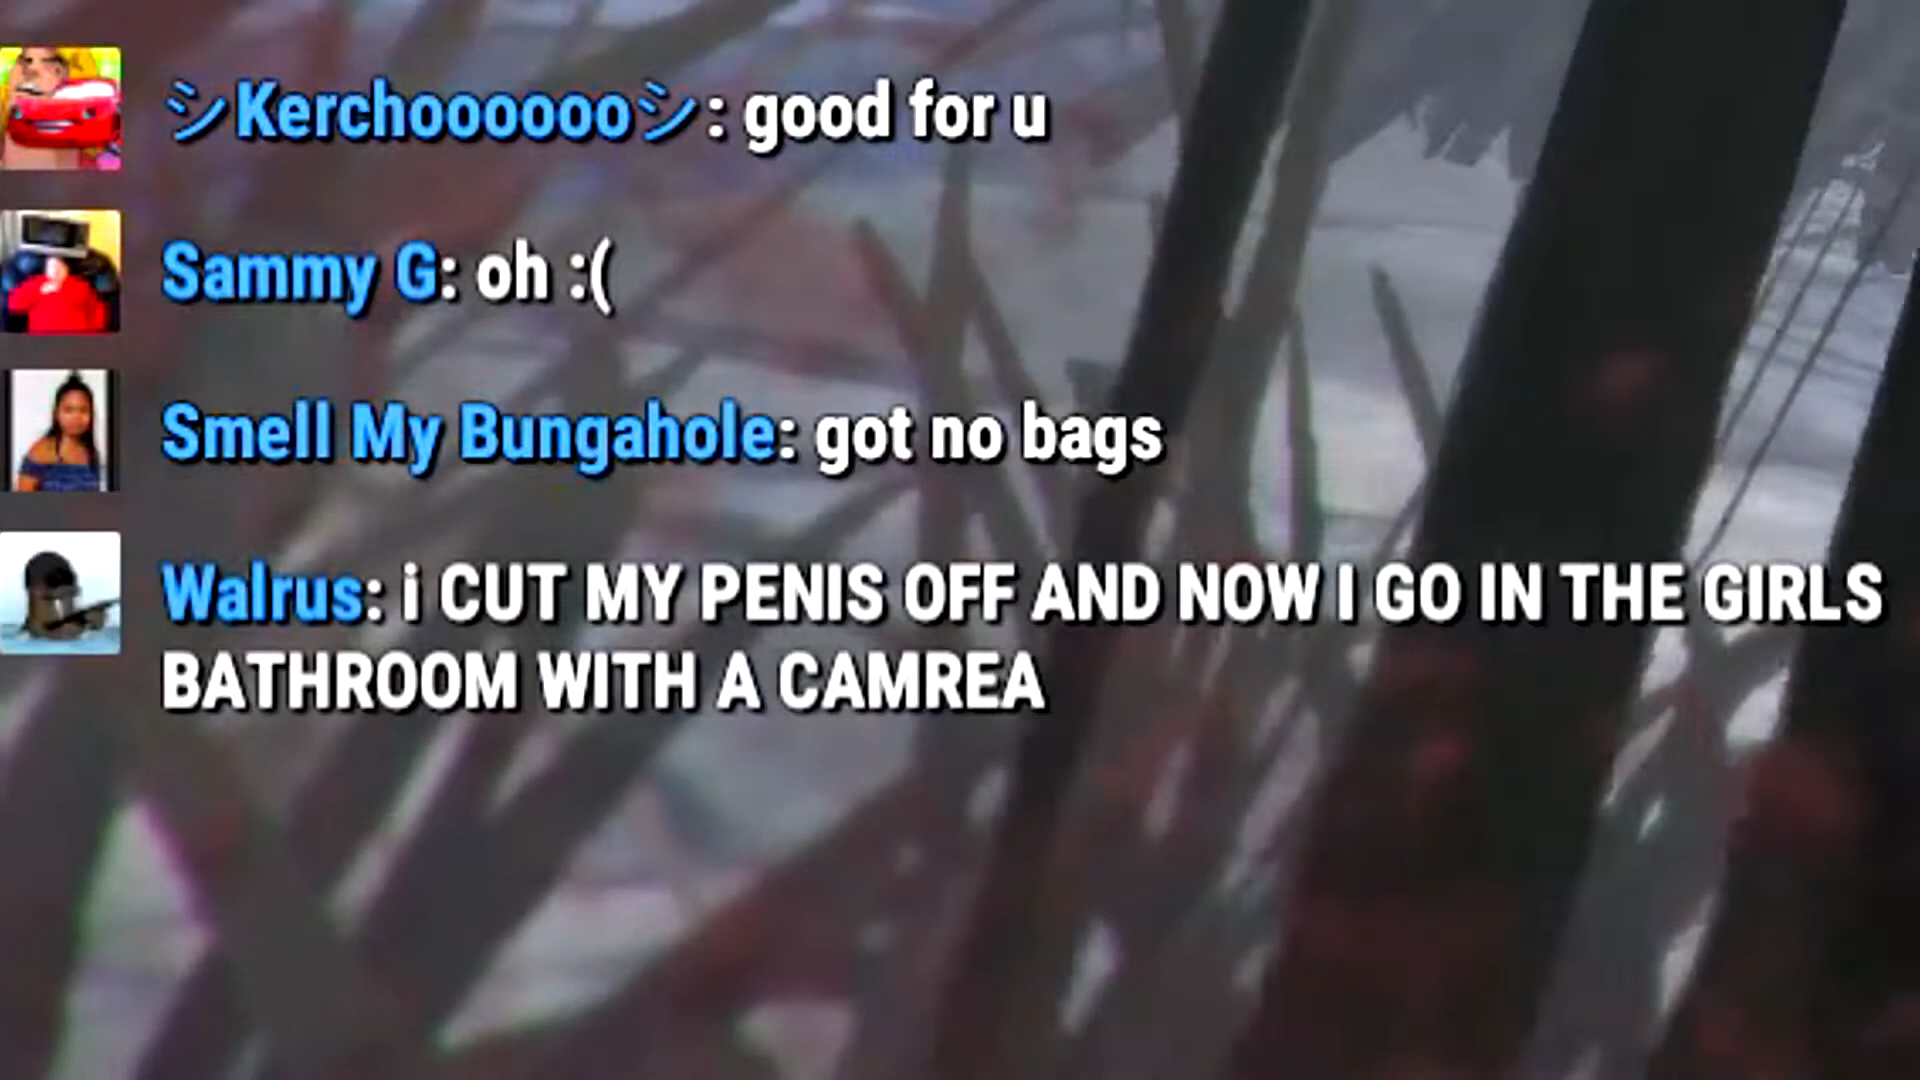 シKerchooooooシ: good for u
Sammy G: oh :(
Smell My Bungahole: got no bags
Walrus: i CUT MY PENIS OFF AND NOW I GO IN THE GIRLS
BATHROOM WITH A CAMREA